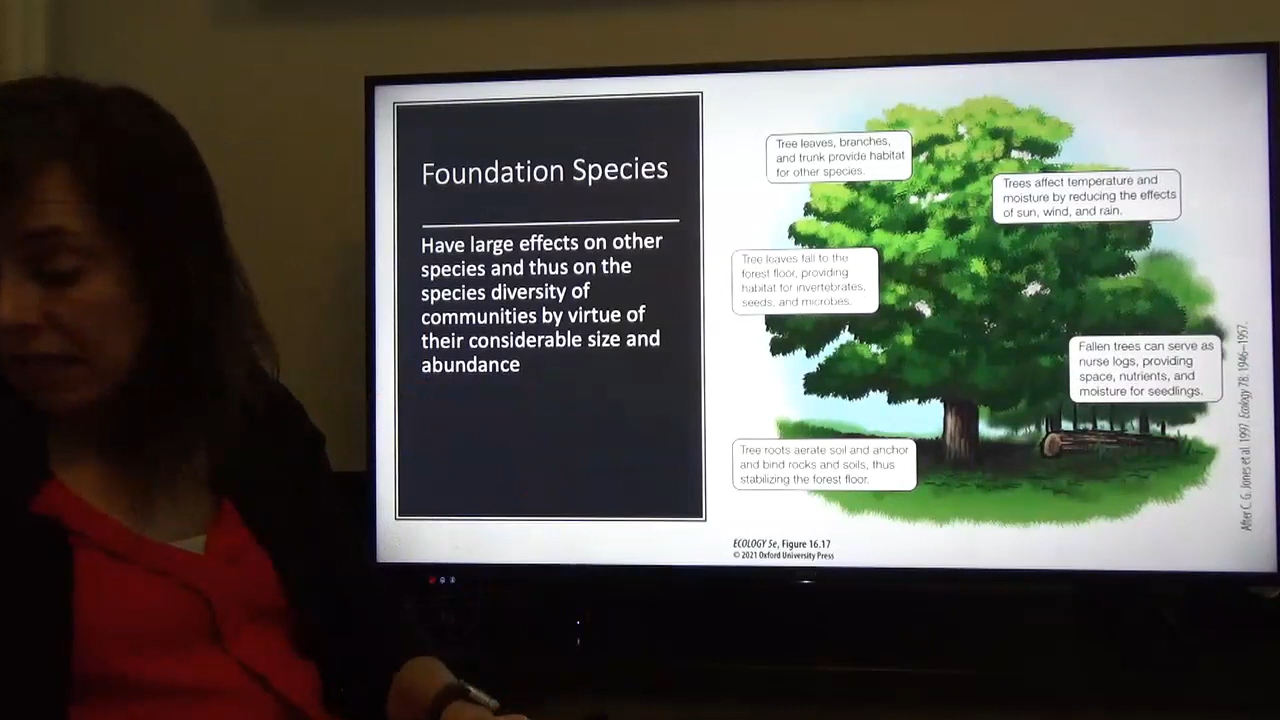 Foundation Species
Have large effects on other
species and thus on the
species diversity of
communities by virtue of
their considerable size and
abundance
Tree leaves, branches,
and trunk provide habitat
for other species.
Trees affect temperature and
moisture by reducing the effects
of sun, wind, and rain.
Tree leaves fall to the
forest floor, providing
habitat for invertebrates,
seeds, and microbes.
Fallen trees can serve as
nurse logs, providing
space, nutrients, and
moisture for seedlings.
Tree roots aerate soil and anchor
and bind rocks and soils, thus
stabilizing the forest floor.
After C. G. Jones et al. 1997. Ecology 78: 1946–1957.
ECOLOGY 5e, Figure 16.17
© 2021 Oxford University Press